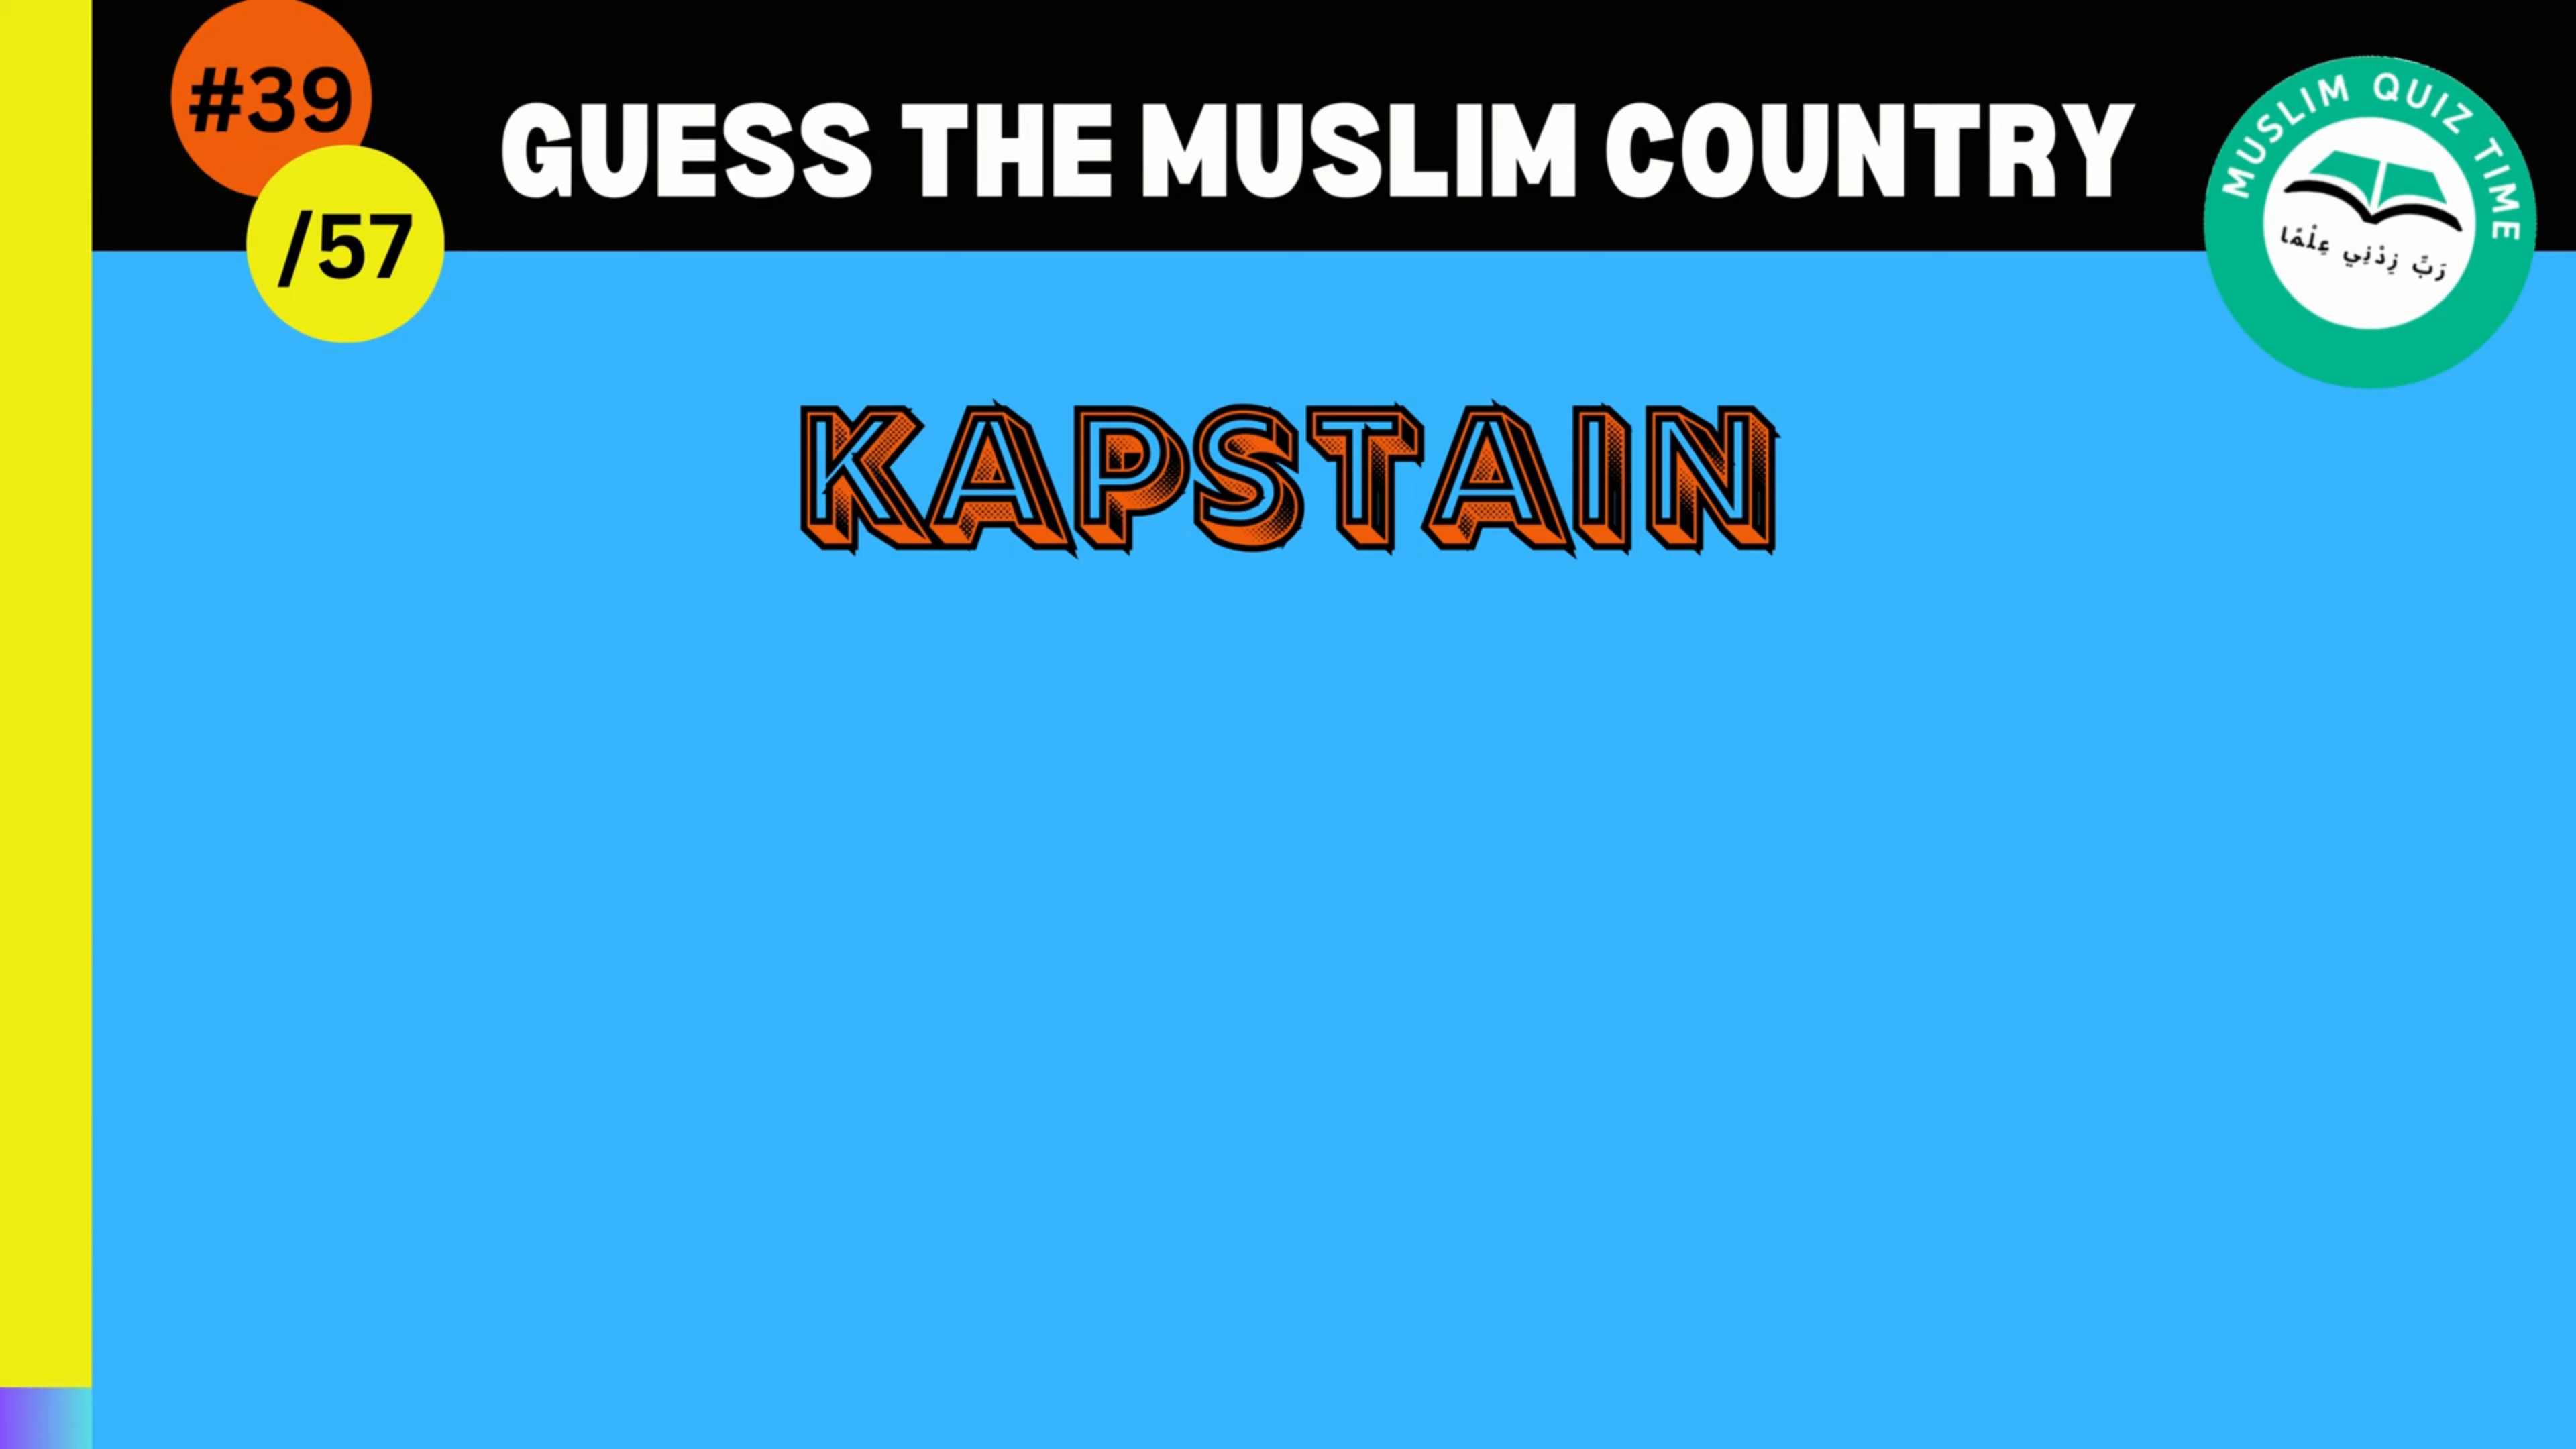 #39
/57
GUESS THE MUSLIM COUNTRY
MUSLIM QUIZ TIME
رَبِّ زِدْنِي عِلْمًا
KAPSTAIN